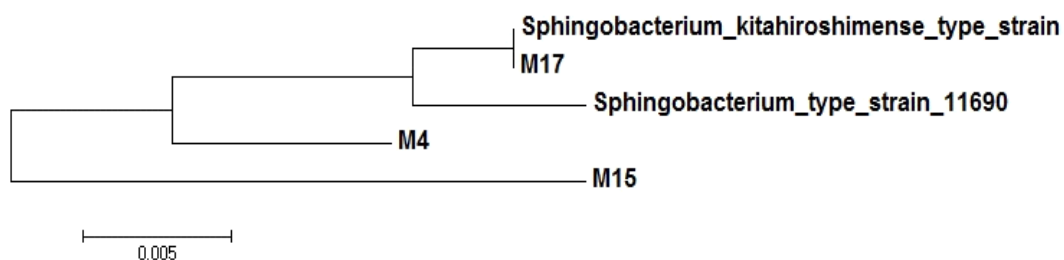 Sphingobacterium_kitahiroshimense_type_strain
M17
Sphingobacterium_type_strain_11690
M4
M15
0.005